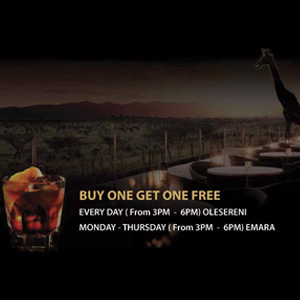 BUY ONE GET ONE FREE
EVERY DAY ( From 3PM - 6PM) OLESERENI
MONDAY - THURSDAY ( From 3PM - 6PM) EMARA